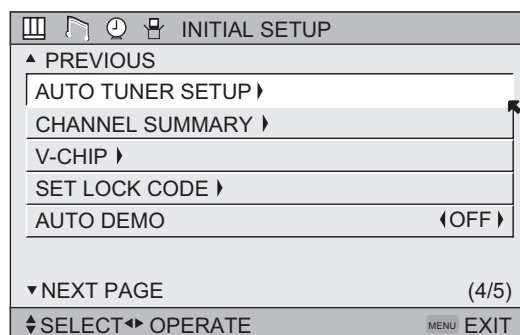 INITIAL SETUP
▲ PREVIOUS
AUTO TUNER SETUP
CHANNEL SUMMARY
V-CHIP
SET LOCK CODE
AUTO DEMO OFF
▼ NEXT PAGE (4/5)
SELECT OPERATE MENU EXIT